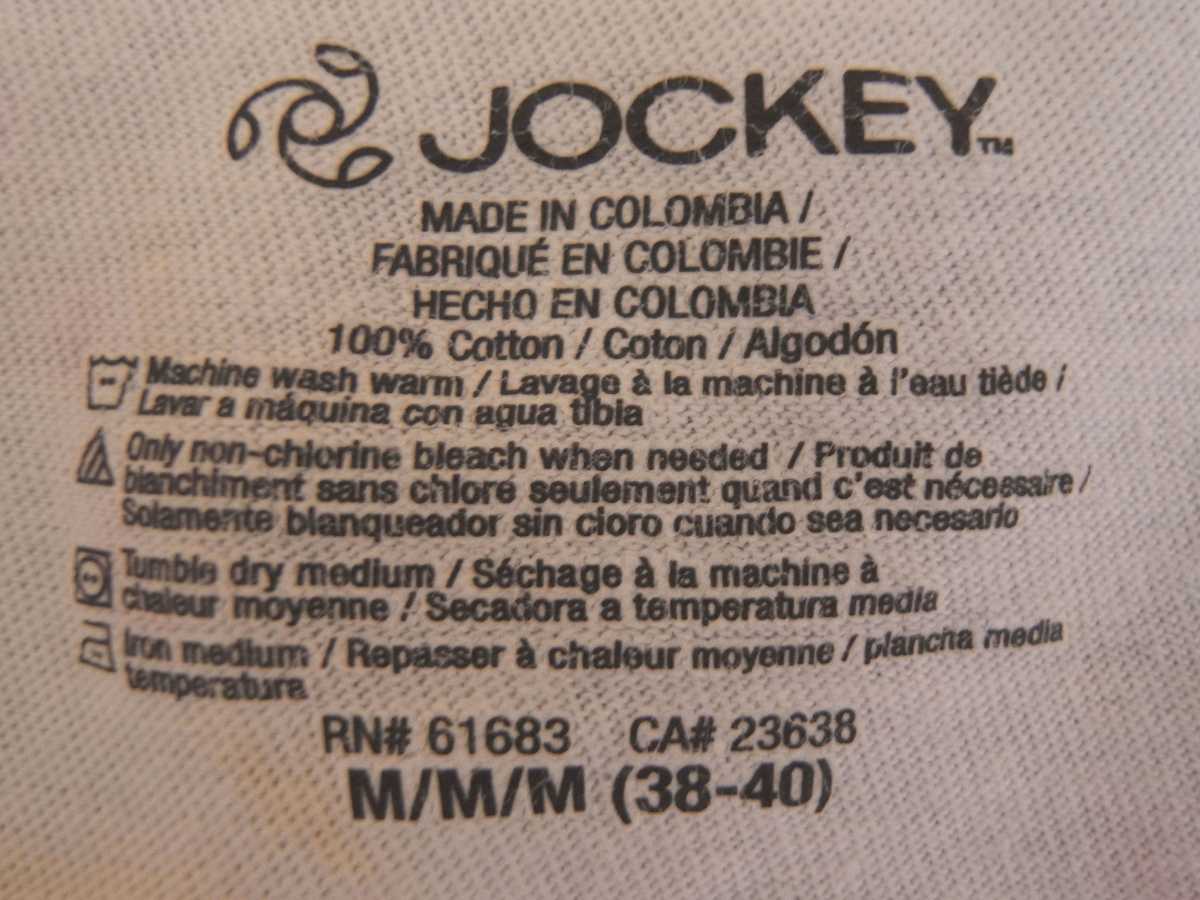 JOCKEY™
MADE IN COLOMBIA /
FABRIQUÉ EN COLOMBIE /
HECHO EN COLOMBIA
100% Cotton / Coton / Algodón
Machine wash warm / Lavage à la machine à l'eau tiède /
Lavar a máquina con agua tibia
Only non-chlorine bleach when needed / Produit de
blanchiment sans chlore seulement quand c'est nécessaire /
Solamente blanqueador sin cloro cuando sea necesario
Tumble dry medium / Séchage à la machine à
chaleur moyenne / Secadora a temperatura media
Iron medium / Repasser à chaleur moyenne / plancha media
temperatura
RN# 61683 CA# 23638
M/M/M (38-40)